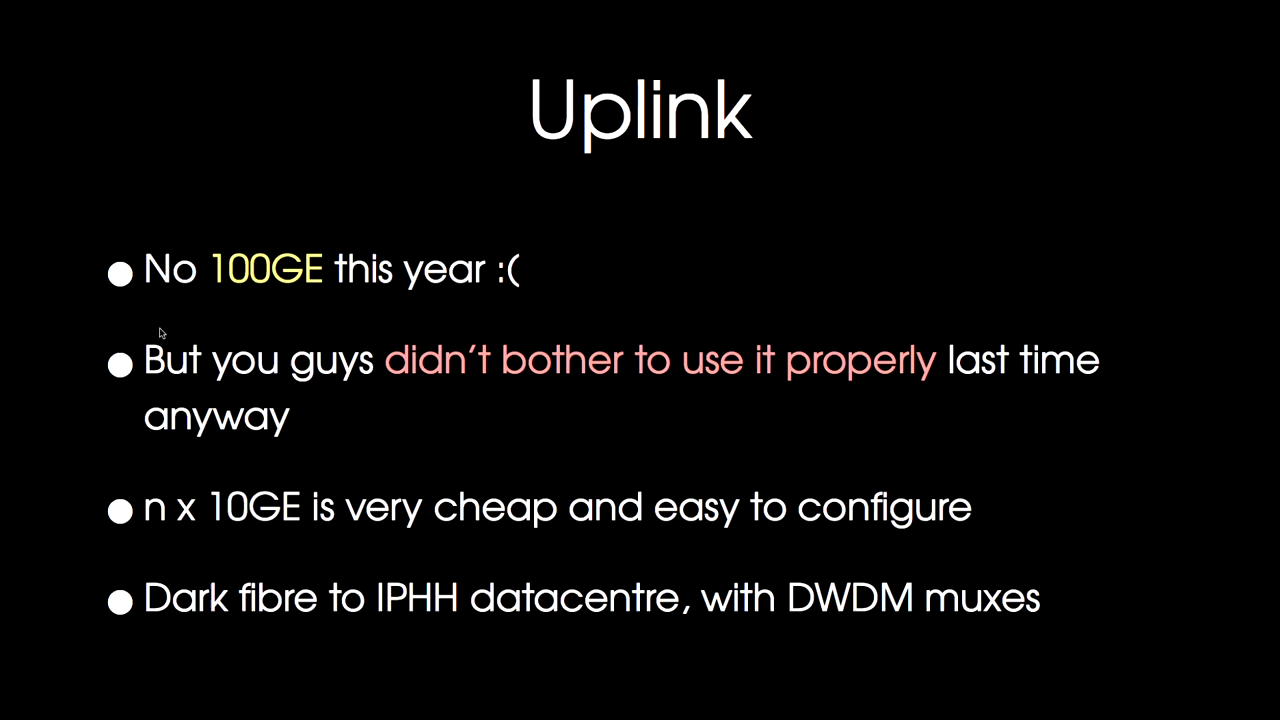 Uplink
● No 100GE this year :(
● But you guys didn't bother to use it properly last time
anyway
● n x 10GE is very cheap and easy to configure
● Dark fibre to IPHH datacentre, with DWDM muxes